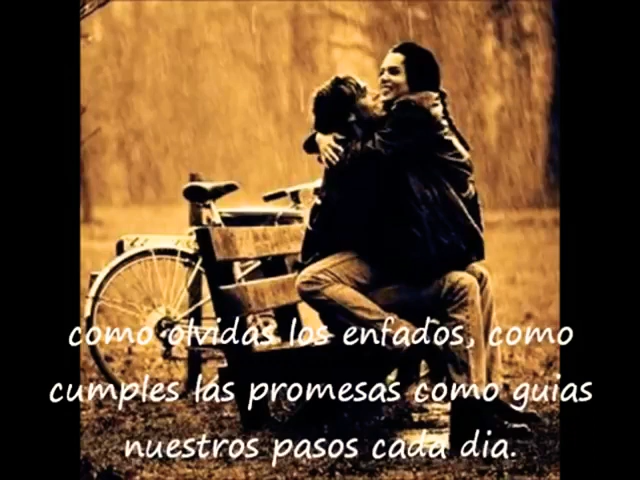 como olvidas los enfados, como
cumples las promesas como guias
nuestros pasos cada dia.